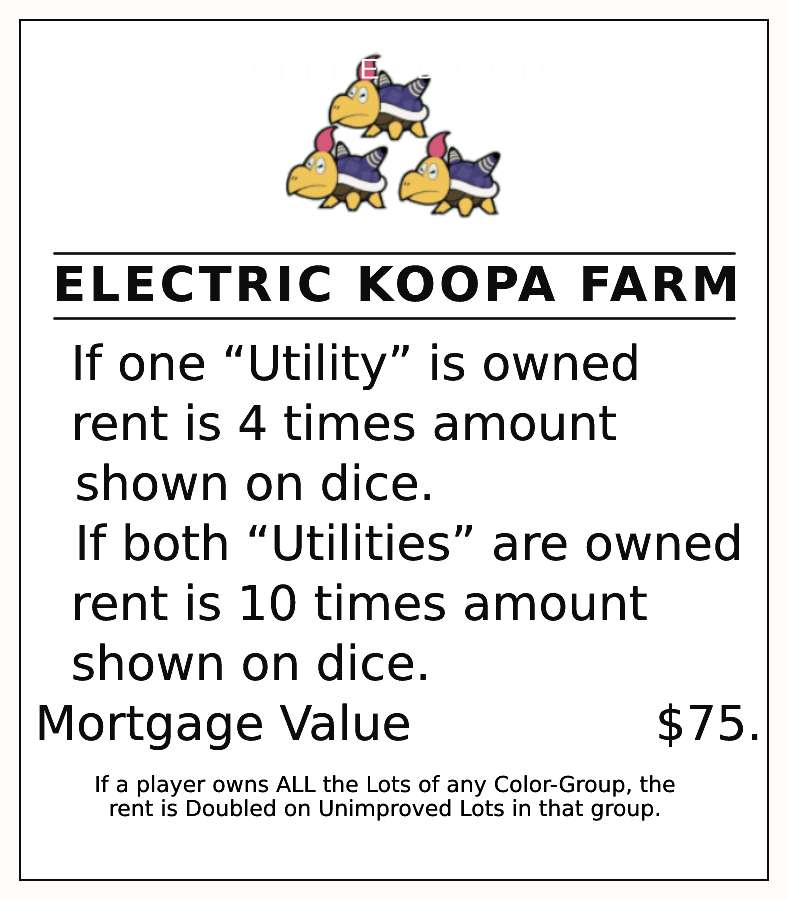 ELECTRIC KOOPA FARM
If one “Utility” is owned
rent is 4 times amount
shown on dice.
If both “Utilities” are owned
rent is 10 times amount
shown on dice.
Mortgage Value $75.
If a player owns ALL the Lots of any Color-Group, the
rent is Doubled on Unimproved Lots in that group.